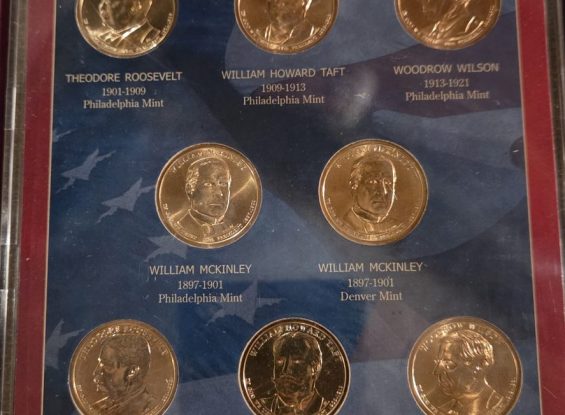 THEODORE ROOSEVELT
1901-1909
Philadelphia Mint
WILLIAM HOWARD TAFT
1909-1913
Philadelphia Mint
WOODROW WILSON
1913-1921
Philadelphia Mint
WILLIAM MCKINLEY
1897-1901
Philadelphia Mint
WILLIAM MCKINLEY
1897-1901
Denver Mint